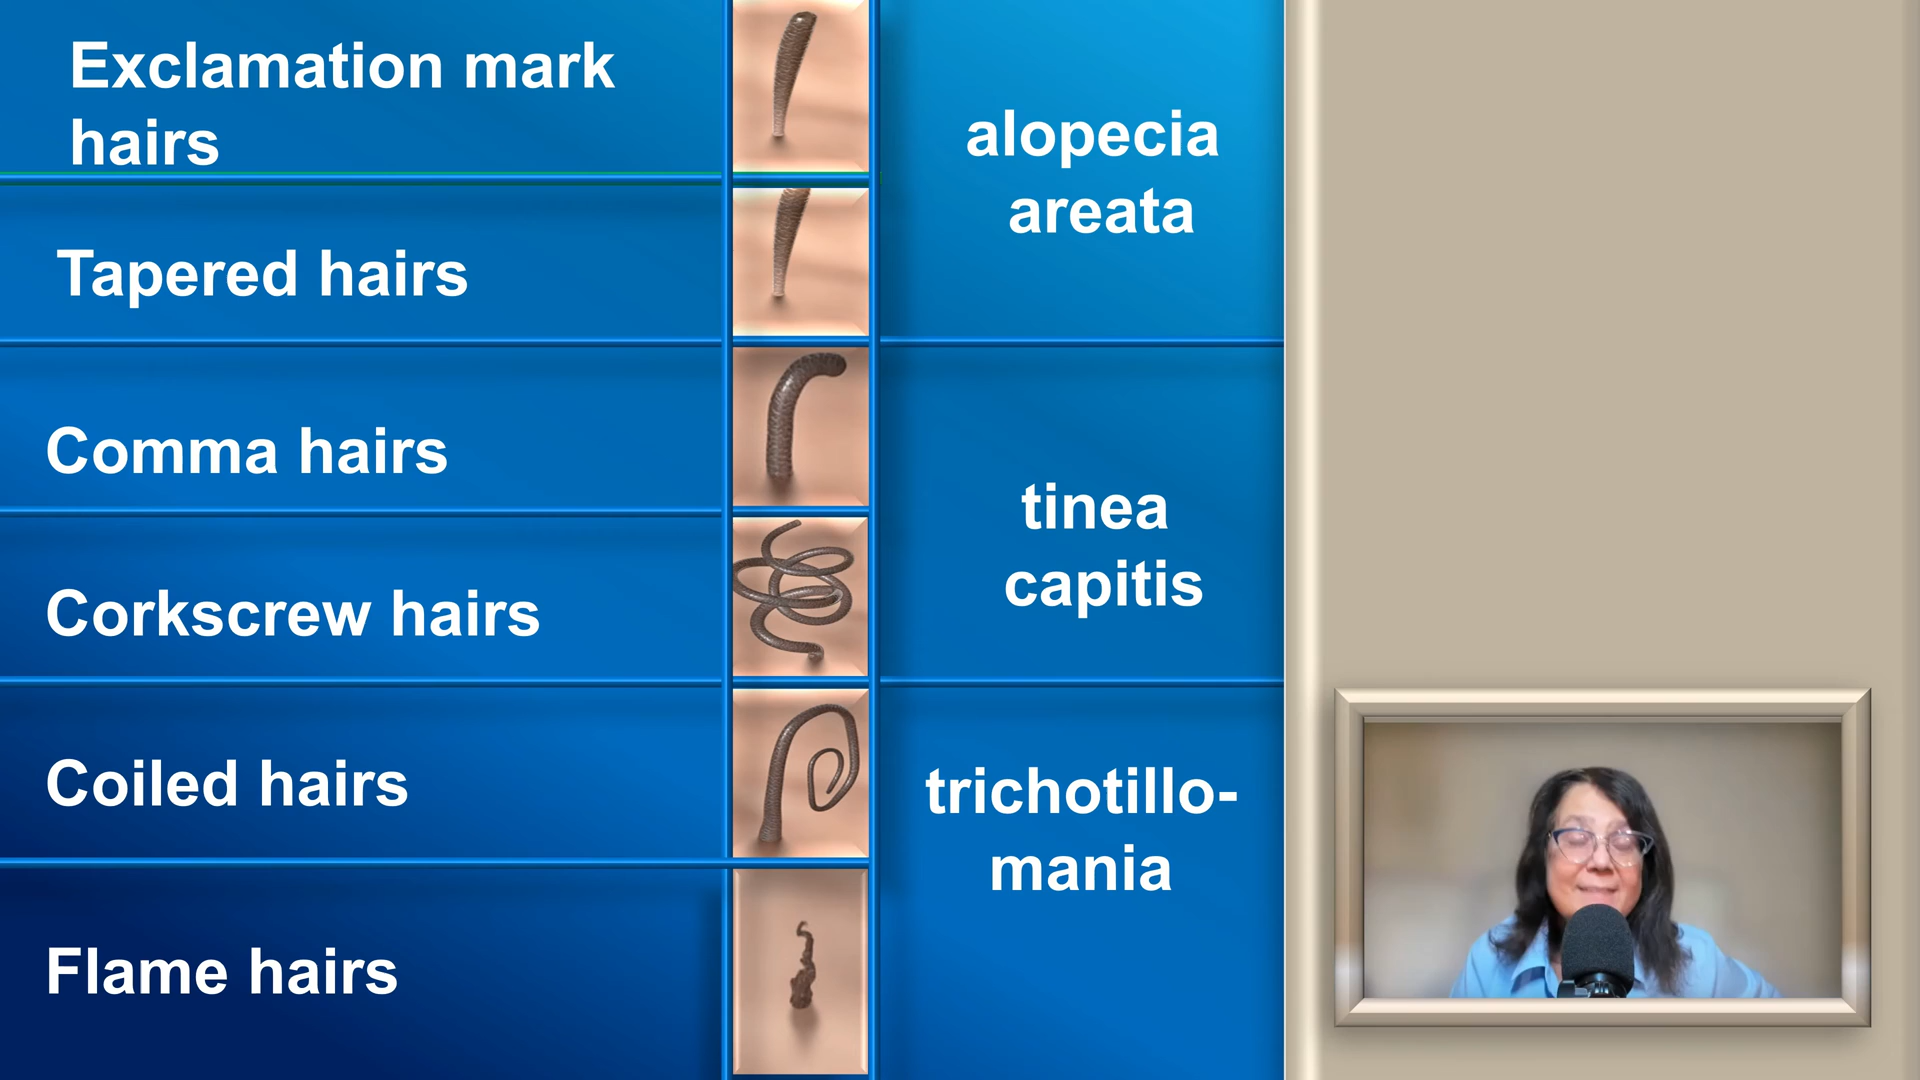 Exclamation mark
hairs
alopecia
areata
Tapered hairs
Comma hairs
tinea
capitis
Corkscrew hairs
Coiled hairs
trichotillo-
mania
Flame hairs